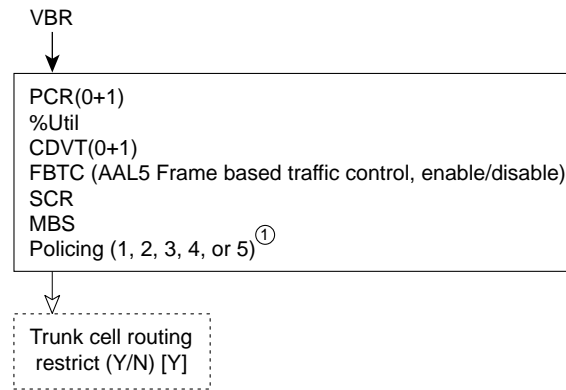 VBR
PCR(0+1)
%Util
CDVT(0+1)
FBTC (AAL5 Frame based traffic control, enable/disable)
SCR
MBS
Policing (1, 2, 3, 4, or 5)①
Trunk cell routing
restrict (Y/N) [Y]